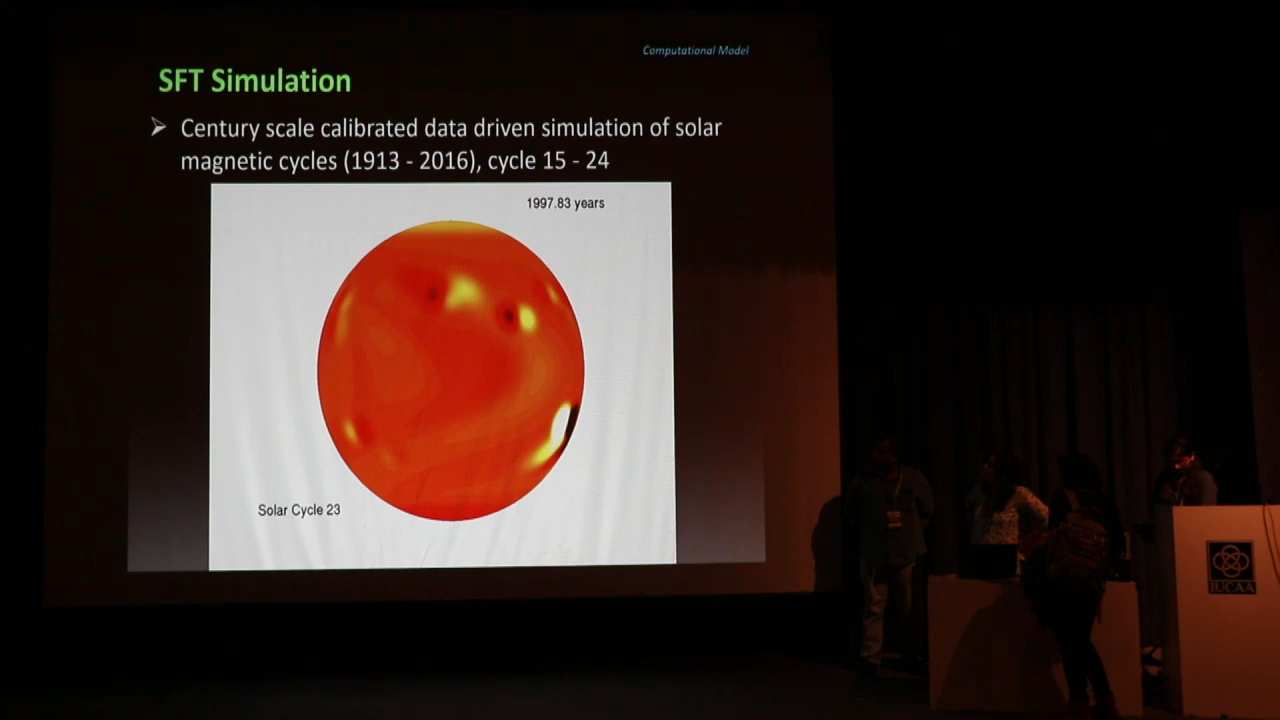 Computational Model
SFT Simulation
Century scale calibrated data driven simulation of solar
magnetic cycles (1913 - 2016), cycle 15 - 24
1997.83 years
Solar Cycle 23
IUCAA